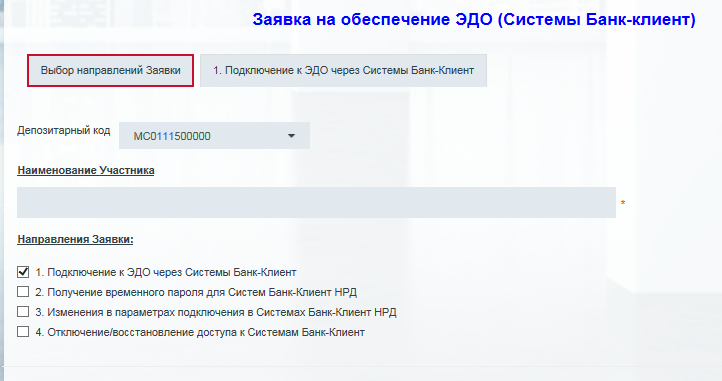 Заявка на обеспечение ЭДО (Системы Банк-клиент)
Выбор направлений Заявки
1. Подключение к ЭДО через Системы Банк-Клиент
Депозитарный код
MC0111500000
Наименование Участника
*
Направления Заявки:
1. Подключение к ЭДО через Системы Банк-Клиент
2. Получение временного пароля для Систем Банк-Клиент НРД
3. Изменения в параметрах подключения в Системах Банк-Клиент НРД
4. Отключение/восстановление доступа к Системам Банк-Клиент